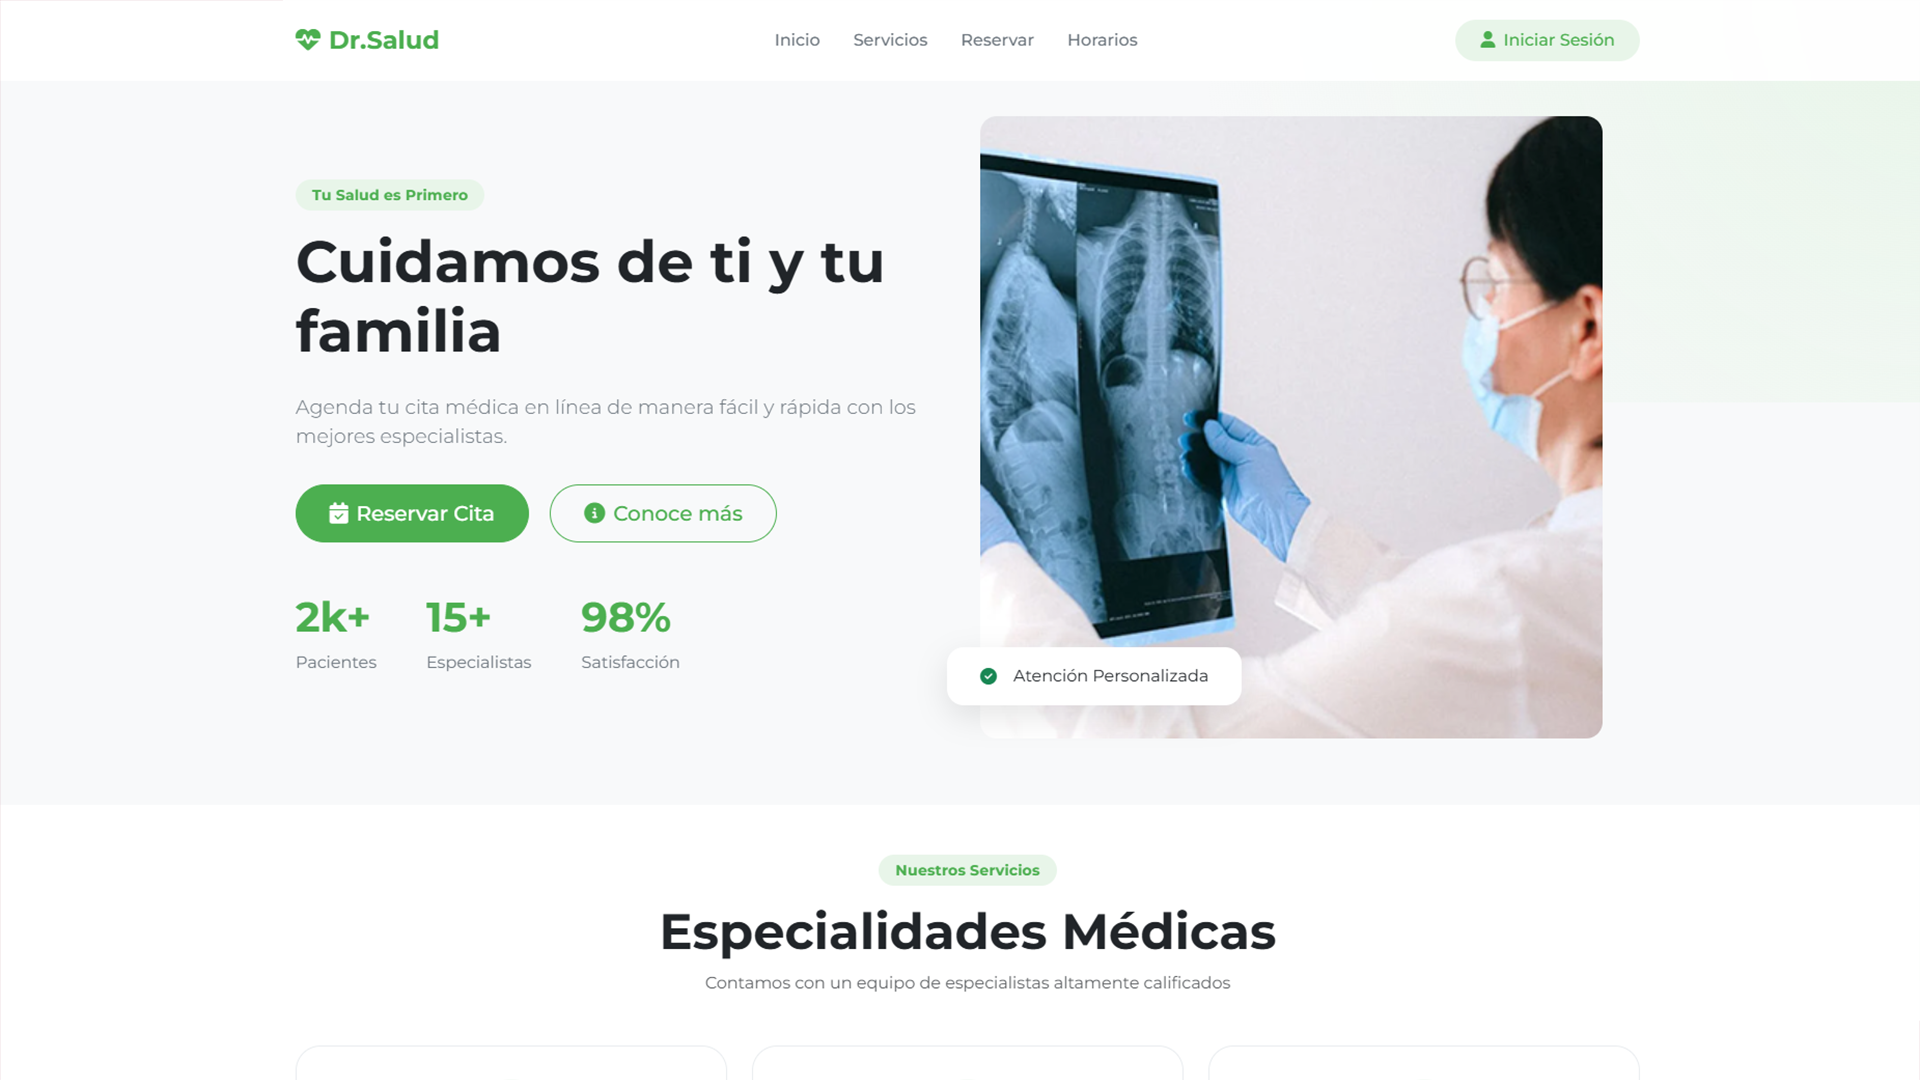 Dr.Salud
Inicio
Servicios
Reservar
Horarios
Iniciar Sesión
Tu Salud es Primero
Cuidamos de ti y tu
familia
Agenda tu cita médica en línea de manera fácil y rápida con los
mejores especialistas.
Reservar Cita
Conoce más
2k+
15+
98%
Pacientes
Especialistas
Satisfacción
Atención Personalizada
Nuestros Servicios
Especialidades Médicas
Contamos con un equipo de especialistas altamente calificados